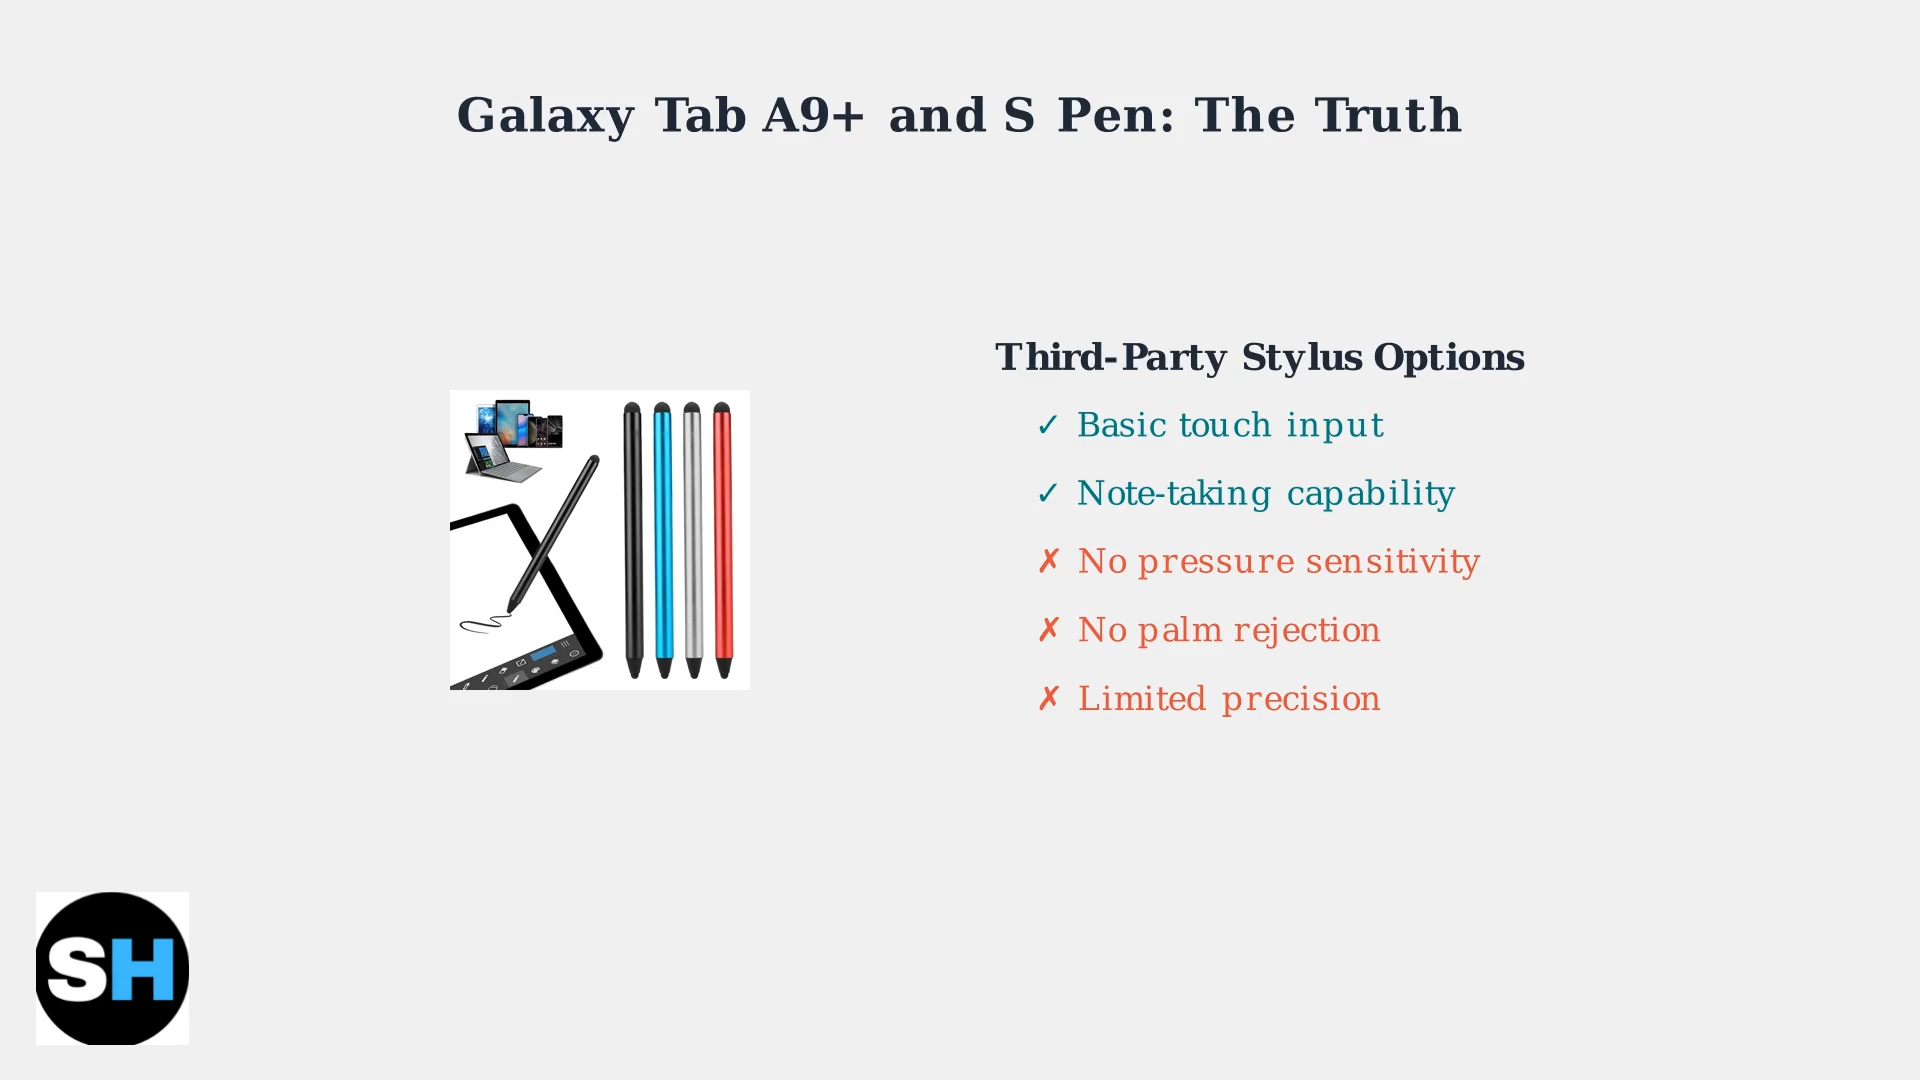 Galaxy Tab A9+ and S Pen: The Truth
Third-Party Stylus Options
✓ Basic touch input
✓ Note-taking capability
✗ No pressure sensitivity
✗ No palm rejection
✗ Limited precision
SH